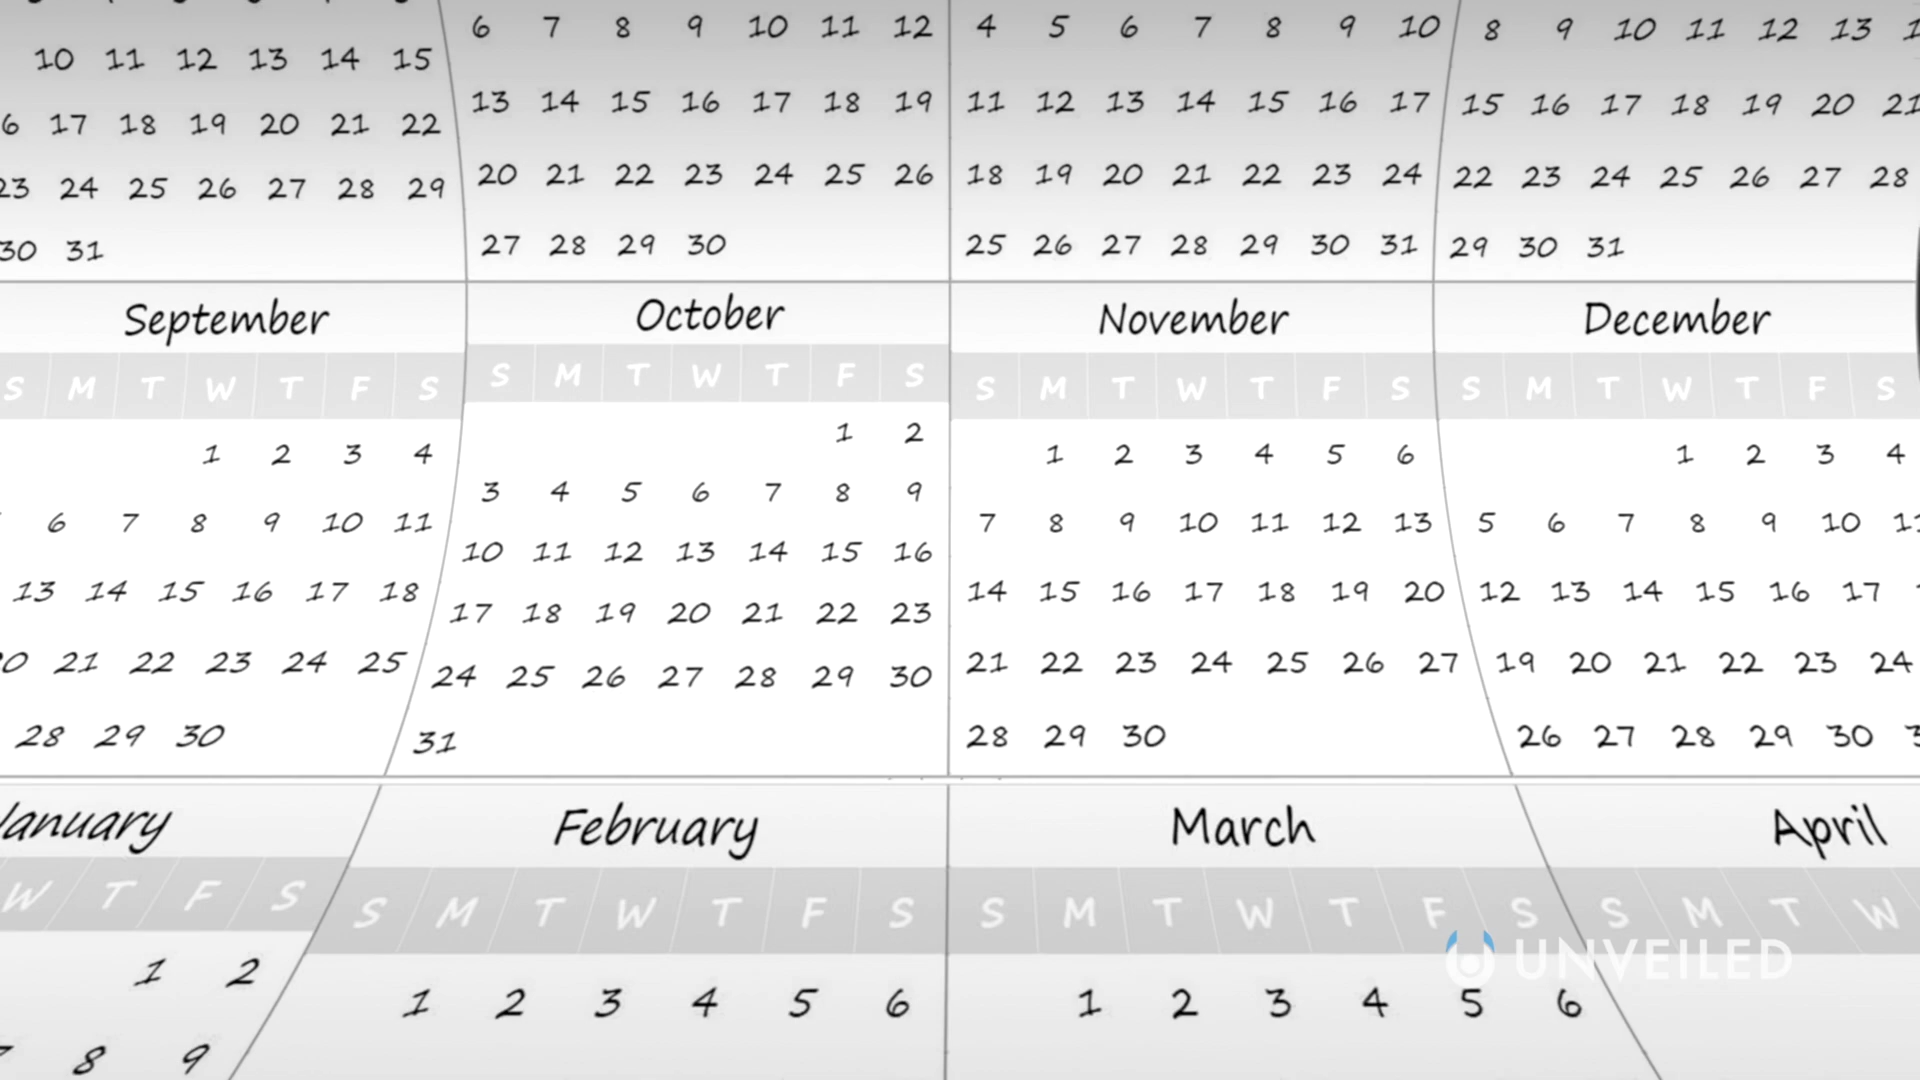 6 7 8 9 10 11 12
4 5 6 7 8 9 10
8 9 10 11 12 13
10 11 12 13 14 15
13 14 15 16 17 18 19
11 12 13 14 15 16 17
15 16 17 18 19 20 21
17 18 19 20 21 22
20 21 22 23 24 25 26
18 19 20 21 22 23 24
22 23 24 25 26 27 28
23 24 25 26 27 28 29
27 28 29 30
25 26 27 28 29 30 31
29 30 31
30 31
September
S M T W T F S
1 2 3 4
6 7 8 9 10 11
13 14 15 16 17 18
21 22 23 24 25
28 29 30
October
S M T W T F S
1 2
3 4 5 6 7 8 9
10 11 12 13 14 15 16
17 18 19 20 21 22 23
24 25 26 27 28 29 30
31
November
S M T W T F S
1 2 3 4 5 6
7 8 9 10 11 12 13
14 15 16 17 18 19 20
21 22 23 24 25 26 27
28 29 30
December
S M T W T F S
1 2 3 4
5 6 7 8 9 10 11
12 13 14 15 16 17
19 20 21 22 23 24
26 27 28 29 30
January
W T F S
1 2
8 9
February
S M T W T F S
1 2 3 4 5 6
March
S M T W T F S
1 2 3 4 5 6
April
S M T W
UNVEILED